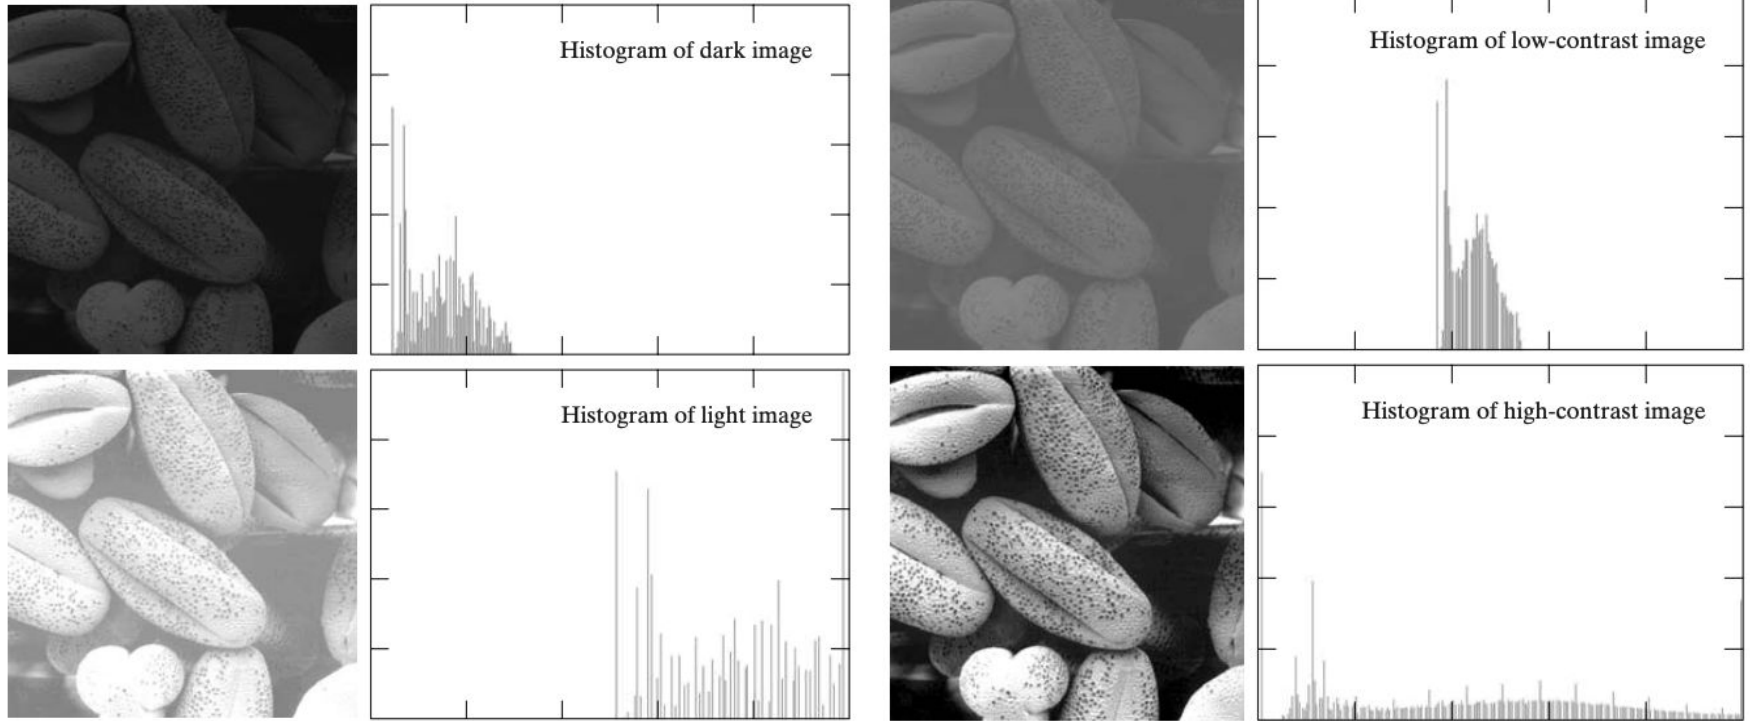 Histogram of dark image
Histogram of low-contrast image
Histogram of light image
Histogram of high-contrast image